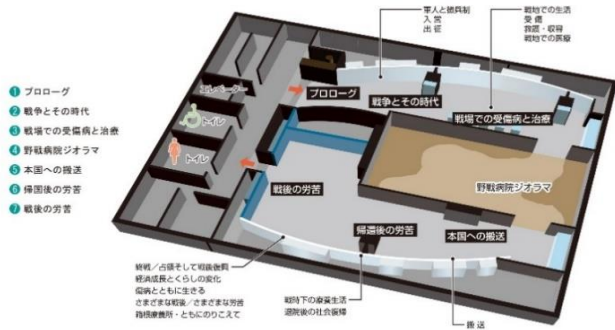 1 プロローグ
2 戦争とその時代
3 戦場での受傷病と治療
4 野戦病院ジオラマ
5 本国への搬送
6 帰国後の労苦
7 戦後の労苦
軍人と徴兵制
入営
出征
戦地での生活
受傷
救護・収容
戦地での医療
エレベーター
トイレ
トイレ
プロローグ
戦争とその時代
戦場での受傷病と治療
野戦病院ジオラマ
戦後の労苦
帰還後の労苦
本国への搬送
終戦/占領そして戦後復興
経済成長とくらしの変化
傷病とともに生きる
さまざまな戦後/さまざまな労苦
箱根療養所・ともにのりこえて
戦時下の療養生活
退院後の社会復帰
搬送